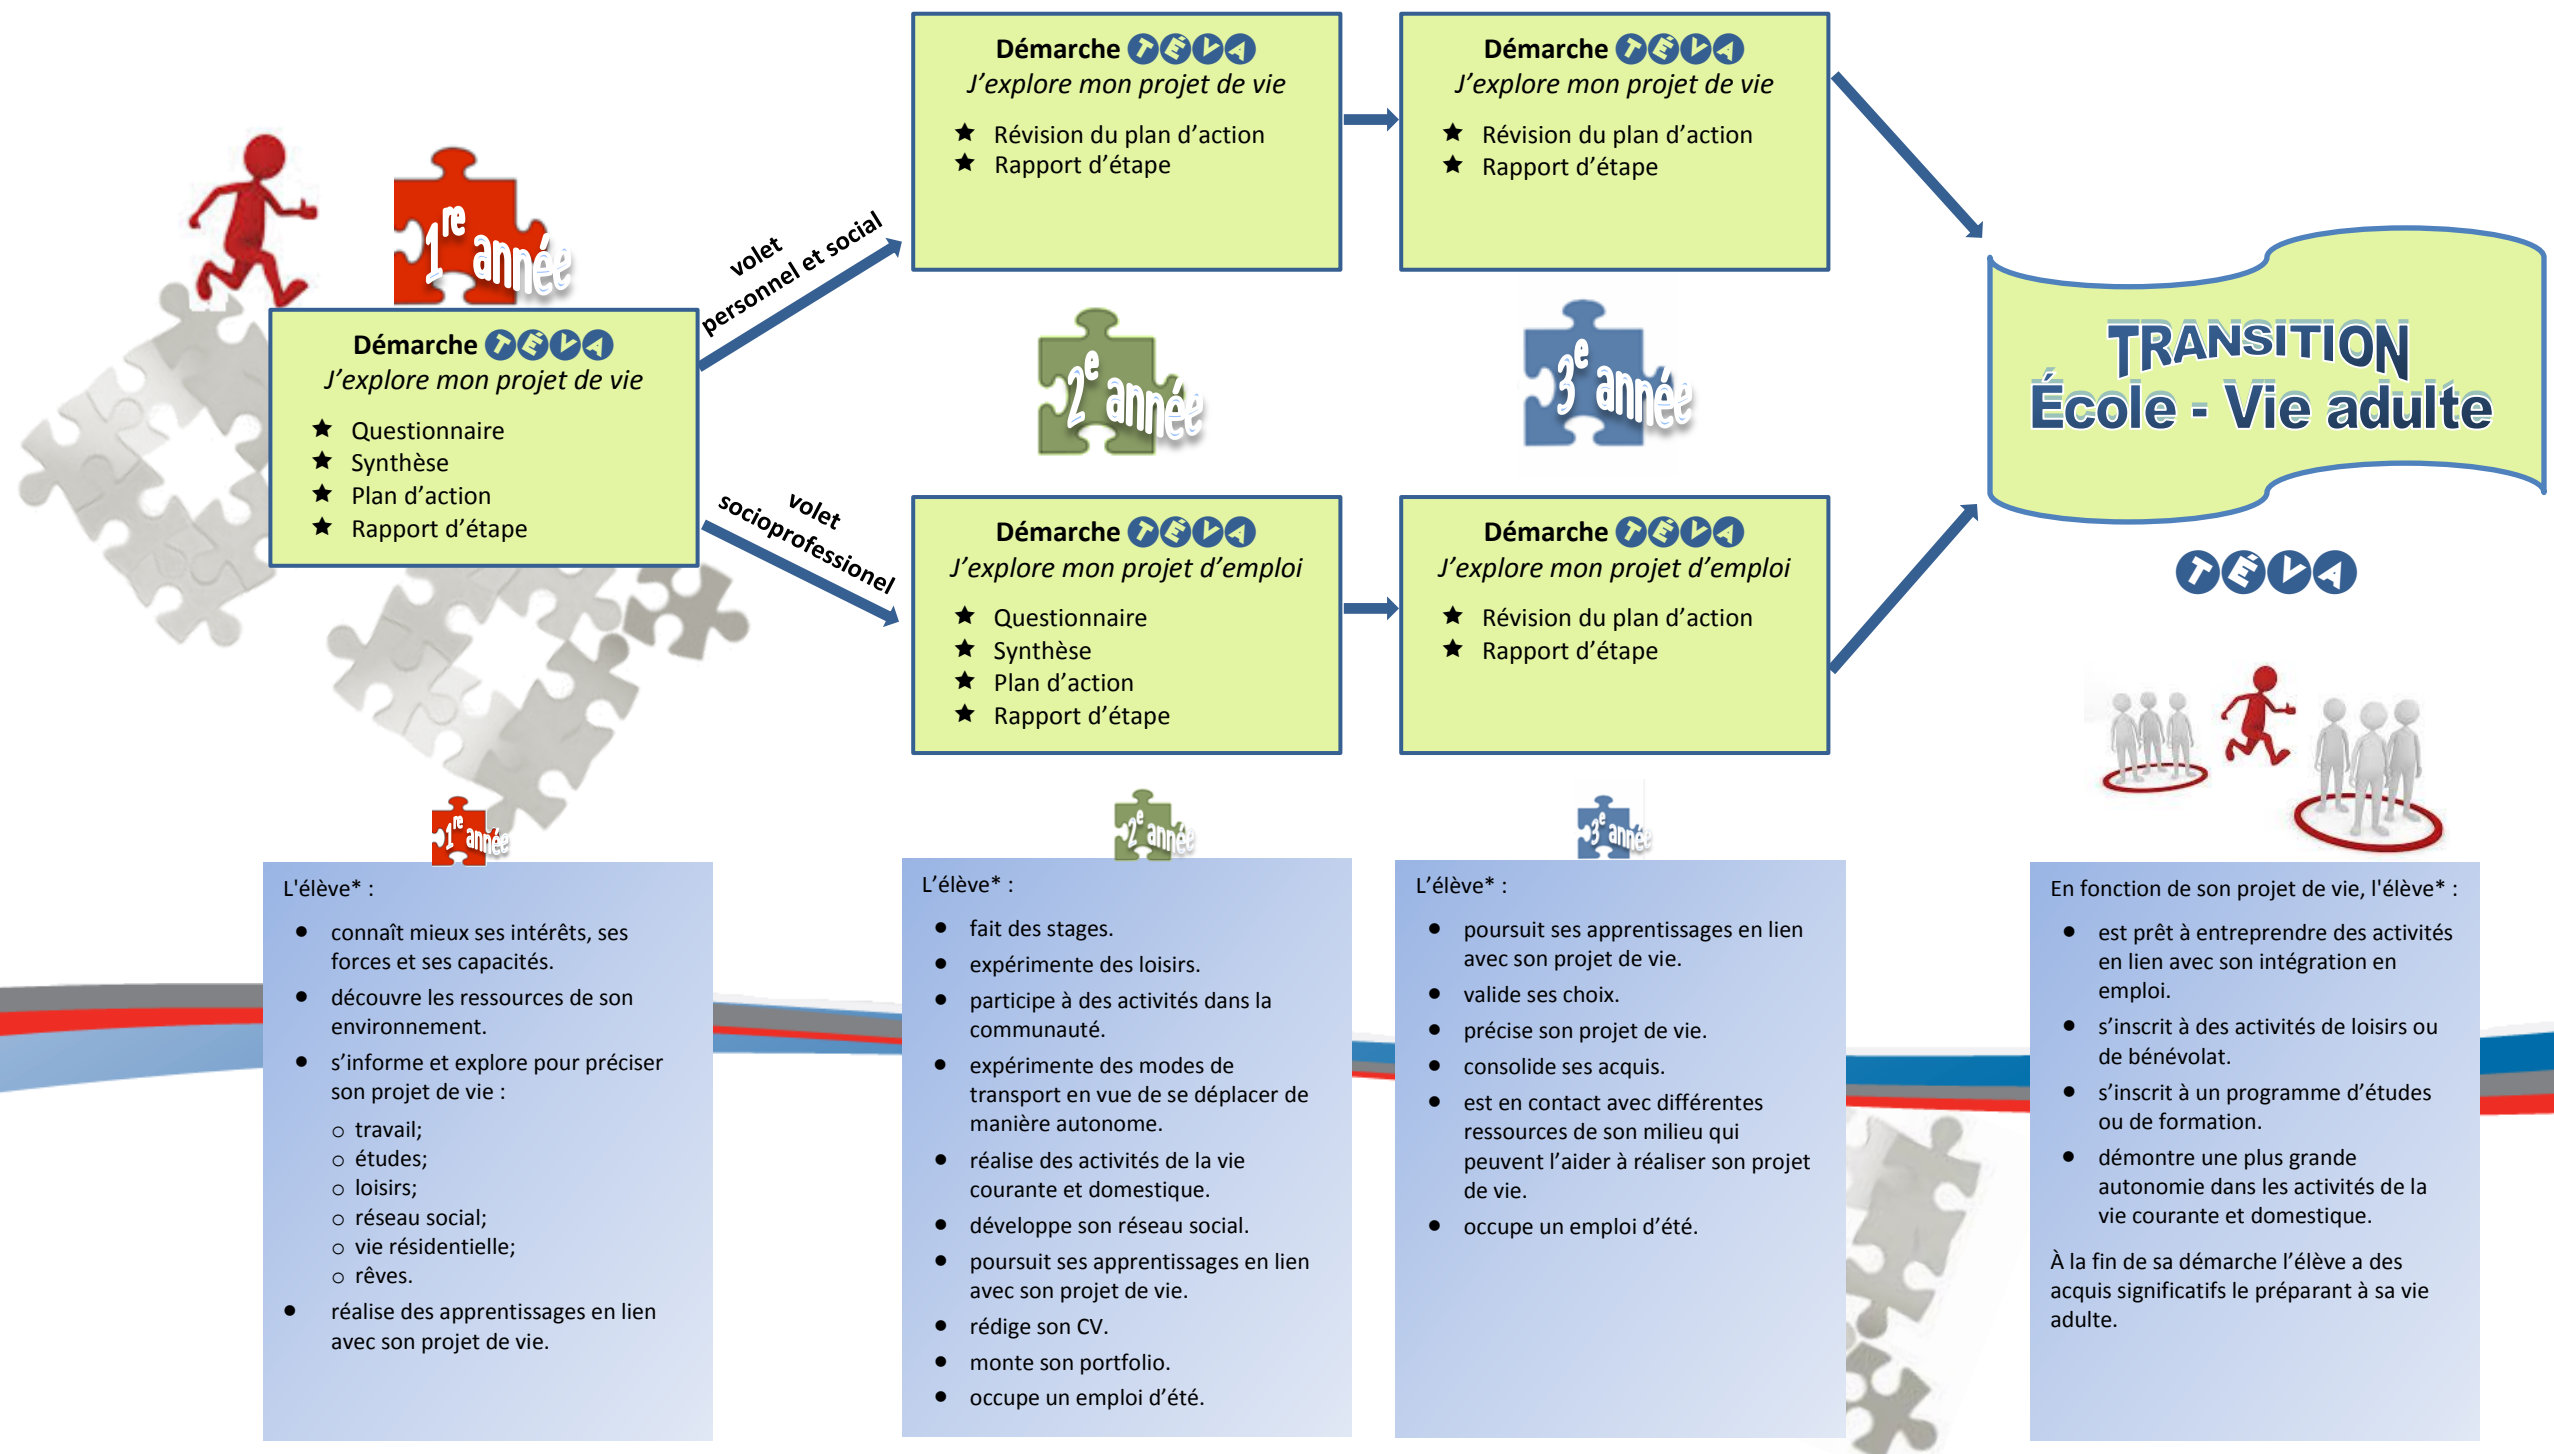 Démarche TÉVA
J'explore mon projet de vie
★ Révision du plan d'action
★ Rapport d'étape
Démarche TÉVA
J'explore mon projet de vie
★ Révision du plan d'action
★ Rapport d'étape
1re année
volet
personnel et social
Démarche TÉVA
J'explore mon projet de vie
★ Questionnaire
★ Synthèse
★ Plan d'action
★ Rapport d'étape
2e année
3e année
TRANSITION
École - Vie adulte
volet
socioprofessionel
Démarche TÉVA
J'explore mon projet d'emploi
★ Questionnaire
★ Synthèse
★ Plan d'action
★ Rapport d'étape
Démarche TÉVA
J'explore mon projet d'emploi
★ Révision du plan d'action
★ Rapport d'étape
TÉVA
1re année
L'élève* :
• connaît mieux ses intérêts, ses
forces et ses capacités.
• découvre les ressources de son
environnement.
• s'informe et explore pour préciser
son projet de vie :
o travail;
o études;
o loisirs;
o réseau social;
o vie résidentielle;
o rêves.
• réalise des apprentissages en lien
avec son projet de vie.
2e année
L'élève* :
• fait des stages.
• expérimente des loisirs.
• participe à des activités dans la
communauté.
• expérimente des modes de
transport en vue de se déplacer de
manière autonome.
• réalise des activités de la vie
courante et domestique.
• développe son réseau social.
• poursuit ses apprentissages en lien
avec son projet de vie.
• rédige son CV.
• monte son portfolio.
• occupe un emploi d'été.
3e année
L'élève* :
• poursuit ses apprentissages en lien
avec son projet de vie.
• valide ses choix.
• précise son projet de vie.
• consolide ses acquis.
• est en contact avec différentes
ressources de son milieu qui
peuvent l'aider à réaliser son projet
de vie.
• occupe un emploi d'été.
En fonction de son projet de vie, l'élève* :
• est prêt à entreprendre des activités
en lien avec son intégration en
emploi.
• s'inscrit à des activités de loisirs ou
de bénévolat.
• s'inscrit à un programme d'études
ou de formation.
• démontre une plus grande
autonomie dans les activités de la
vie courante et domestique.
À la fin de sa démarche l'élève a des
acquis significatifs le préparant à sa vie
adulte.